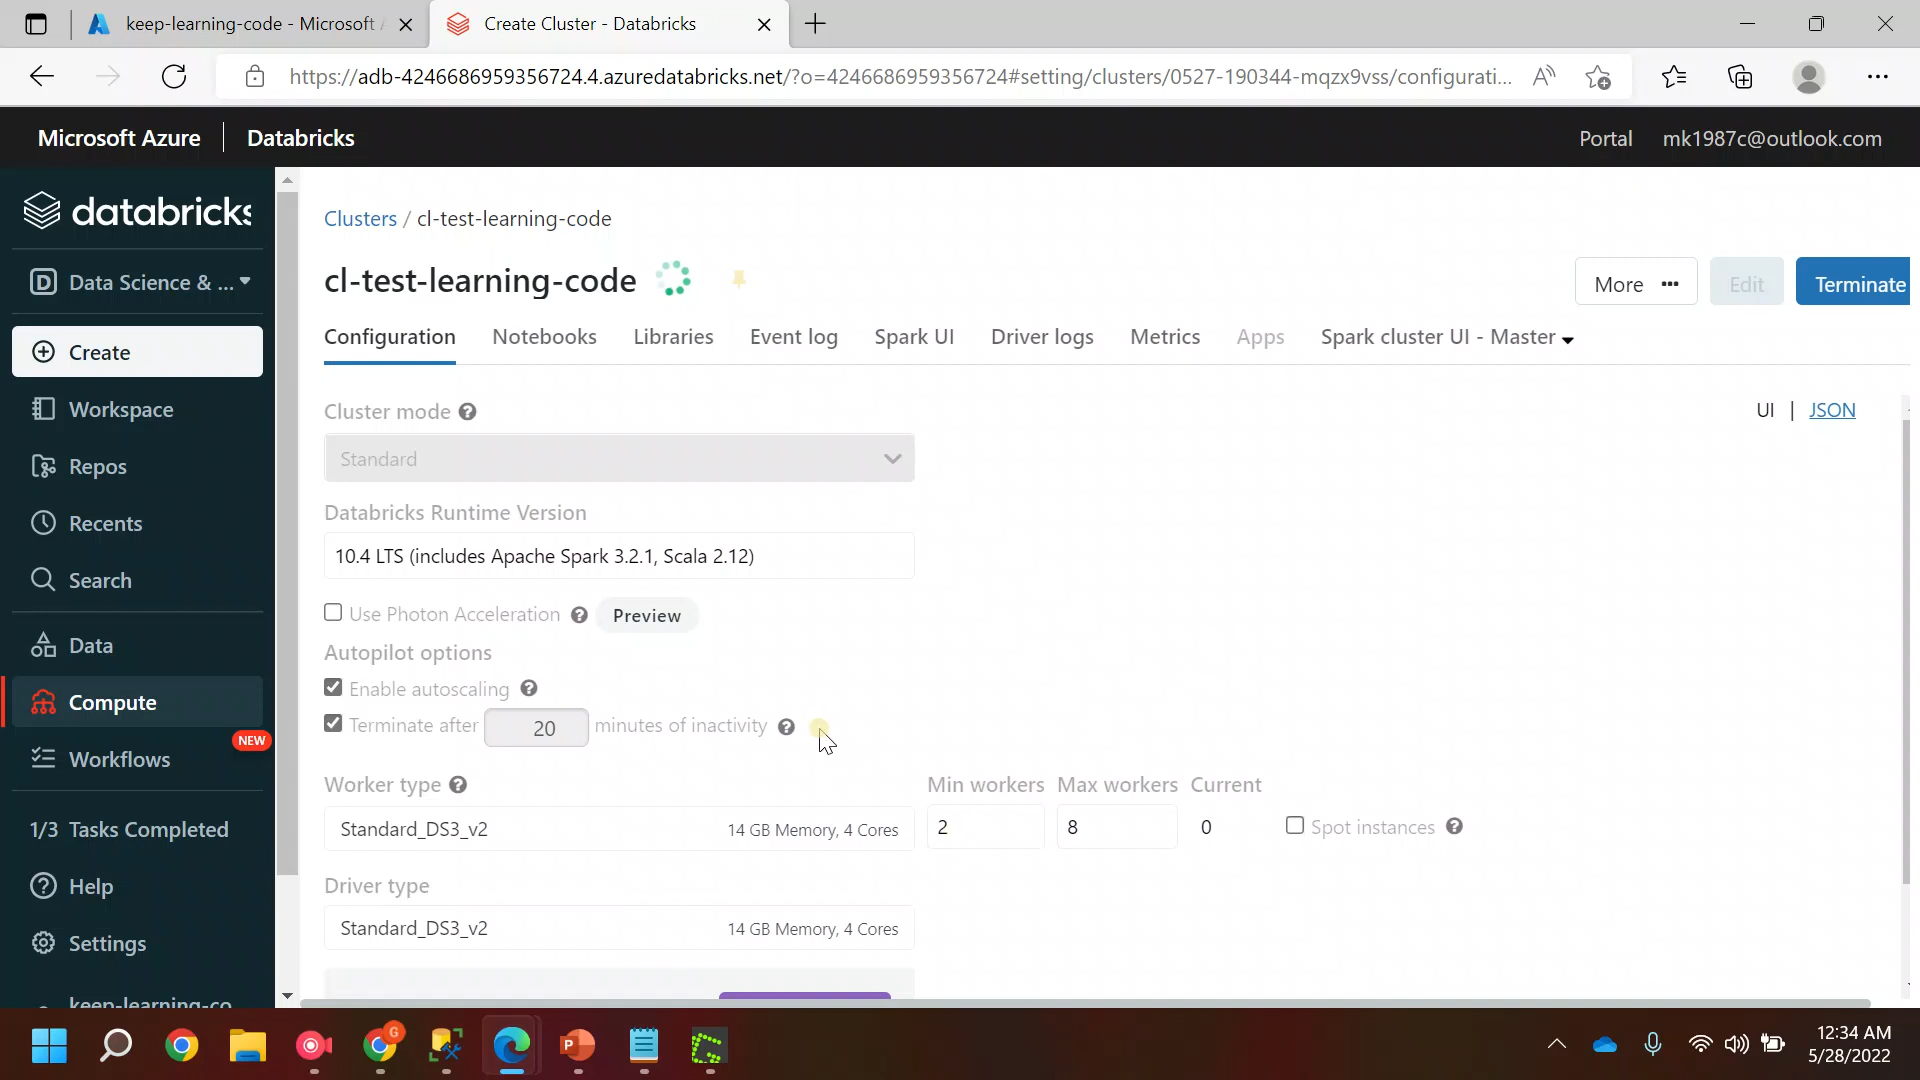 keep-learning-code - Microsoft A
Create Cluster - Databricks
https://adb-4246686959356724.4.azuredatabricks.net/?o=4246686959356724#setting/clusters/0527-190344-mqzx9vss/configurati...
Microsoft Azure
Databricks
Portal
mk1987c@outlook.com
databricks
Data Science & ...
Create
Workspace
Repos
Recents
Search
Data
Compute
NEW
Workflows
1/3 Tasks Completed
Help
Settings
keep-learning-co
Clusters / cl-test-learning-code
cl-test-learning-code
More
Edit
Terminate
Configuration
Notebooks
Libraries
Event log
Spark UI
Driver logs
Metrics
Apps
Spark cluster UI - Master
UI | JSON
Cluster mode
Standard
Databricks Runtime Version
10.4 LTS (includes Apache Spark 3.2.1, Scala 2.12)
Use Photon Acceleration
Preview
Autopilot options
Enable autoscaling
Terminate after 20 minutes of inactivity
Worker type
Min workers
Max workers
Current
Standard_DS3_v2
14 GB Memory, 4 Cores
2
8
0
Spot instances
Driver type
Standard_DS3_v2
14 GB Memory, 4 Cores
12:34 AM
5/28/2022